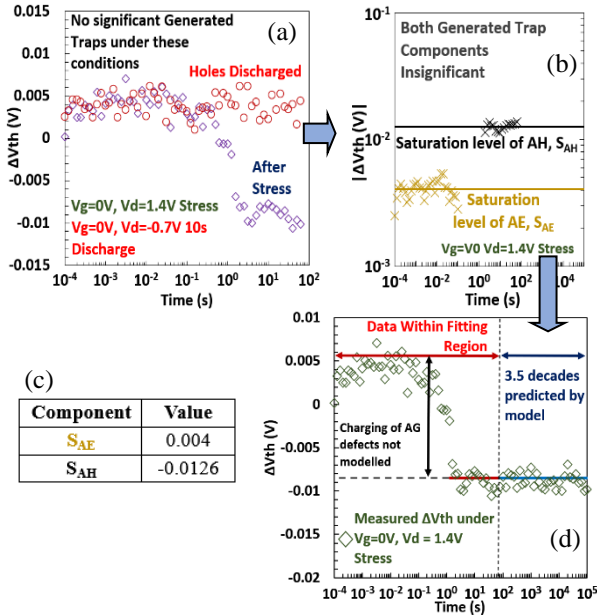 (a)
No significant Generated
Traps under these
conditions
Holes Discharged
After
Stress
Vg=0V, Vd=1.4V Stress
Vg=0V, Vd=-0.7V 10s
Discharge
ΔVth (V)
0.015
0.01
0.005
0
-0.005
-0.01
-0.015
10⁻⁴ 10⁻³ 10⁻² 10⁻¹ 10⁰ 10¹ 10²
Time (s)
(b)
Both Generated Trap
Components
Insignificant
Saturation level of AH, S_AH
Saturation
level of AE, S_AE
Vg=V0 Vd=1.4V Stress
|ΔVth (V)|
10⁻¹
10⁻²
10⁻³
10⁻⁴ 10⁻² 10⁰ 10² 10⁴
Time (s)
(c)
Component Value
S_AE 0.004
S_AH -0.0126
Data Within Fitting
Region
3.5 decades
predicted by
model
Charging of AG
defects not
modelled
Measured ΔVth under
Vg=0V, Vd = 1.4V
Stress
(d)
ΔVth (V)
0.01
0.005
0
-0.005
-0.01
-0.015
-0.02
10⁻⁴ 10⁻³ 10⁻² 10⁻¹ 10⁰ 10¹ 10² 10³ 10⁴ 10⁵
Time (s)